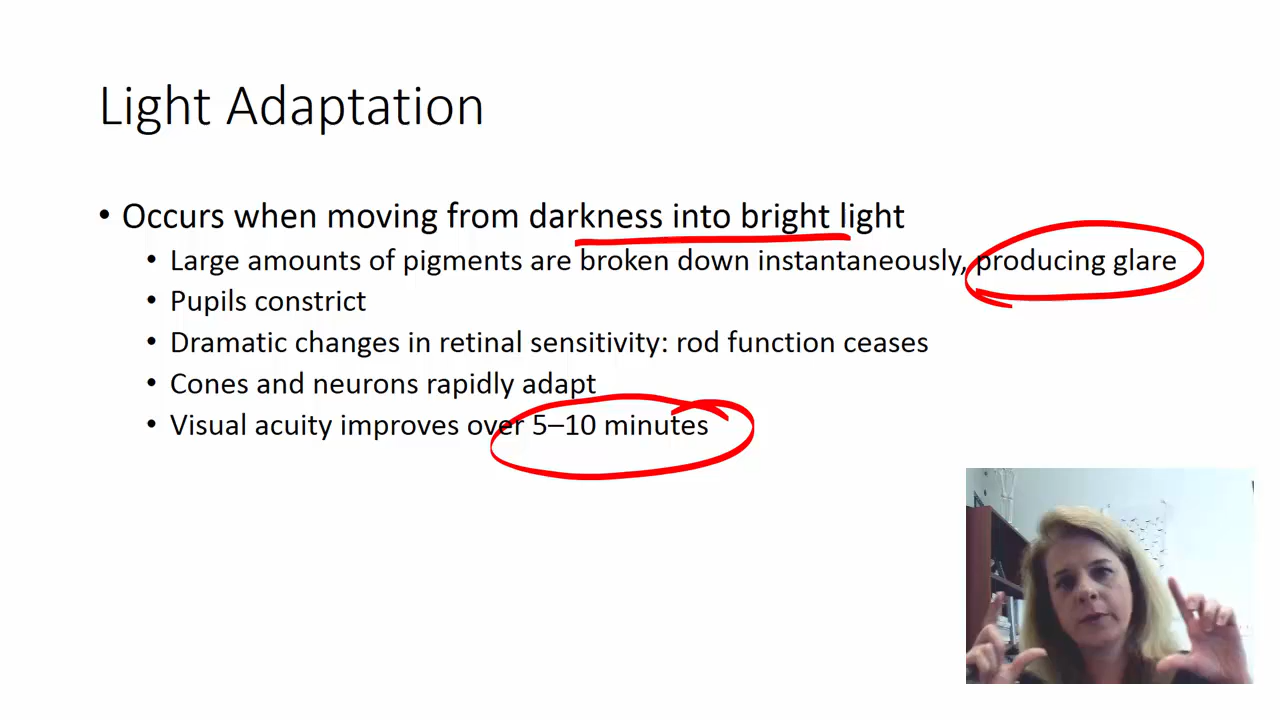 Light Adaptation
• Occurs when moving from darkness into bright light
• Large amounts of pigments are broken down instantaneously, producing glare
• Pupils constrict
• Dramatic changes in retinal sensitivity: rod function ceases
• Cones and neurons rapidly adapt
• Visual acuity improves over 5–10 minutes